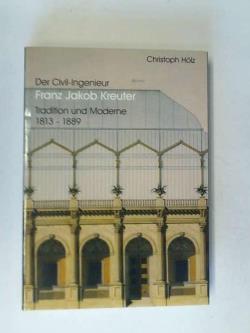 Christoph Hölz
Der Civil-Ingenieur
Franz Jakob Kreuter
Tradition und Moderne
1813 - 1889